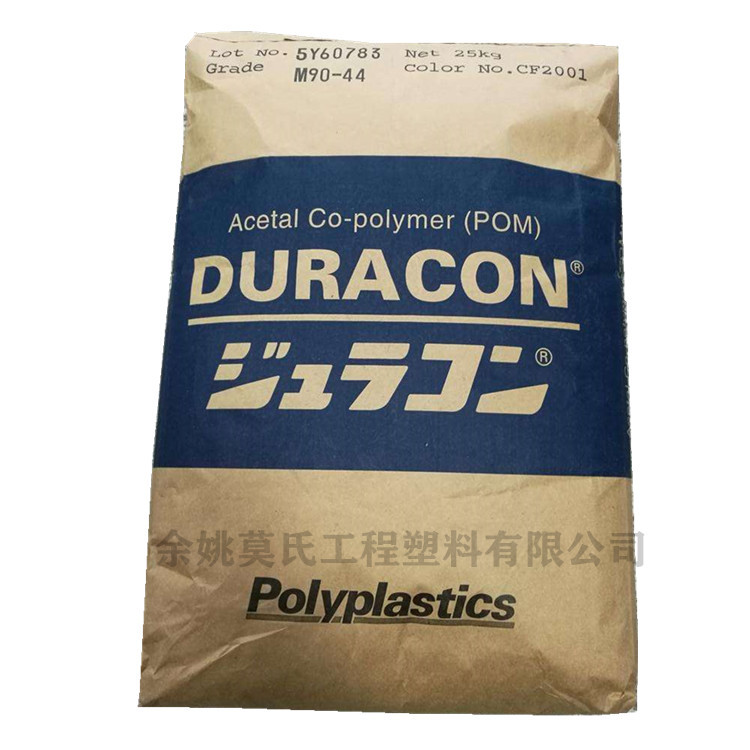 Lot No. 5Y60783 Net 25kg
Grade M90-44 Color No.CF2001
Acetal Co-polymer (POM)
DURACON®
ジュラコン®
余姚莫氏工程塑料有限公司
Polyplastics